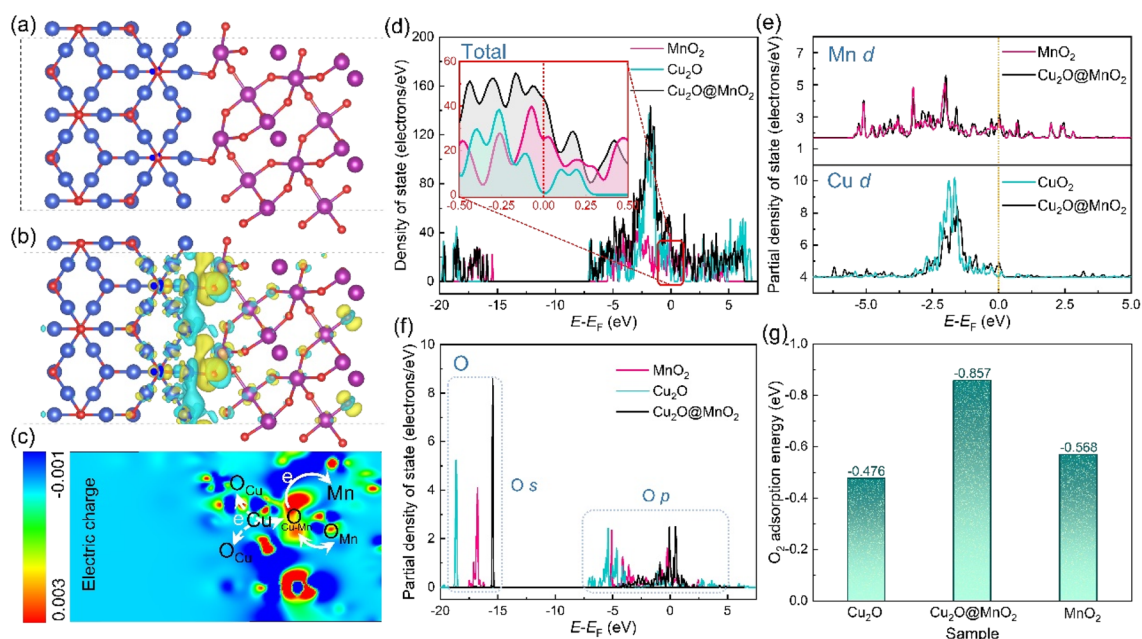 (a)
(b)
(c)
-0.001
0.003
Electric charge
O Cu
e
Mn
e
Cu
O Cu-Mn
O Mn
O Cu
(d)
Total
MnO₂
Cu₂O
Cu₂O@MnO₂
Density of state (electrons/eV)
200
160
120
80
40
0
60
40
20
0
-0.50
-0.25
0.00
0.25
0.50
-20 -15 -10 -5 0 5
E-E_F (eV)
(e)
Mn d
MnO₂
Cu₂O@MnO₂
Cu d
CuO₂
Cu₂O@MnO₂
Partial density of state (electrons/eV)
7
5
3
1
10
8
6
4
-5.0 -2.5 0.0 2.5 5.0
E-E_F (eV)
(f)
O
MnO₂
Cu₂O
Cu₂O@MnO₂
O s
O p
Partial density of state (electrons/eV)
10
8
6
4
2
0
-20 -15 -10 -5 0 5
E-E_F (eV)
(g)
O₂ adsorption energy (eV)
-1.0
-0.8
-0.6
-0.4
-0.2
0.0
-0.476
-0.857
-0.568
Cu₂O Cu₂O@MnO₂ MnO₂
Sample